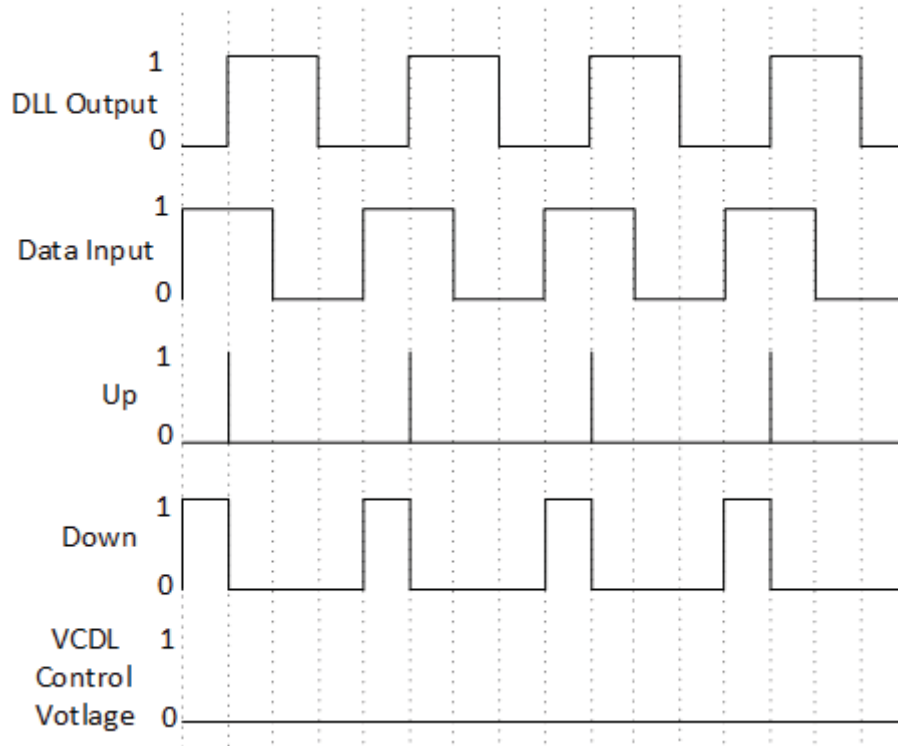 1
DLL Output
0
1
Data Input
0
1
Up
0
1
Down
0
VCDL 1
Control
Votlage 0